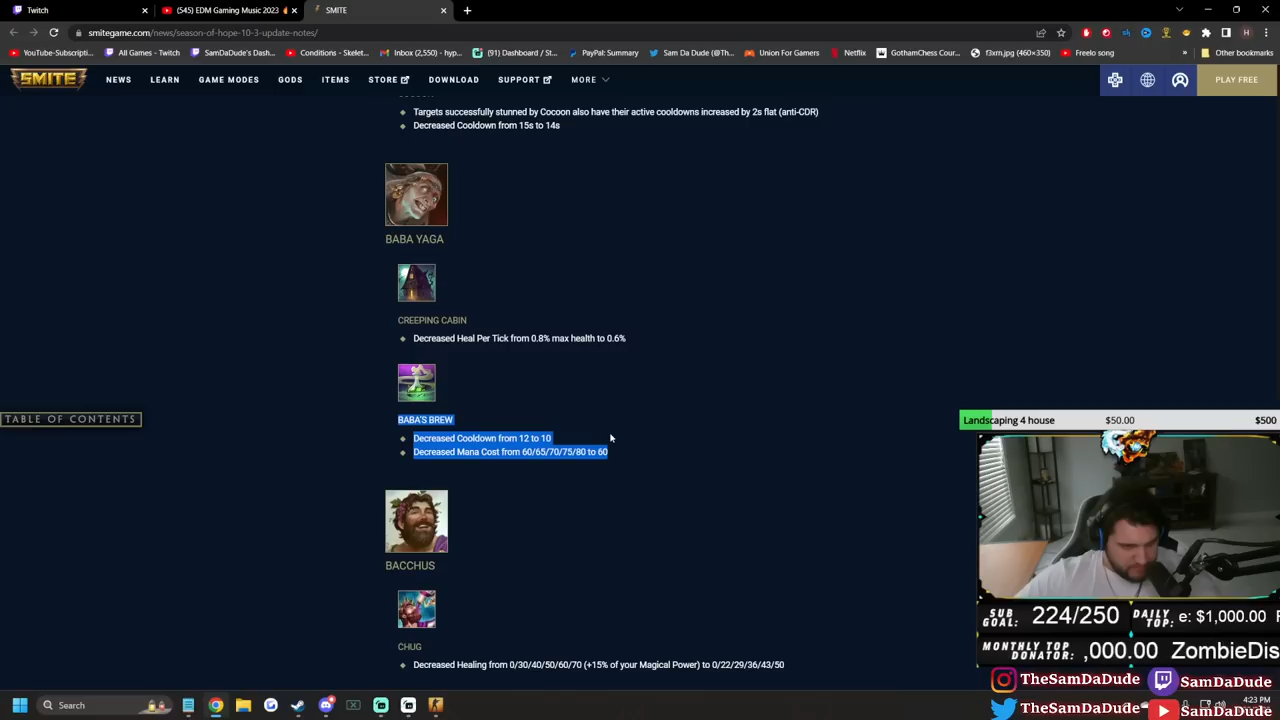 Twitch
(545) EDM Gaming Music 2023
SMITE
smitegame.com/news/season-of-hope-10-3-update-notes/
YouTube-Subscripti...
All Games - Twitch
SamDaDude's Dash...
Conditions - Skelet...
Inbox (2,550) - hyp...
(91) Dashboard / St...
PayPal: Summary
Sam Da Dude (@Th...
Union For Gamers
Netflix
GothamChess Cour...
f3xm.jpg (460×350)
Freelo song
Other bookmarks
SMITE
NEWS
LEARN
GAME MODES
GODS
ITEMS
STORE
DOWNLOAD
SUPPORT
MORE
PLAY FREE
Targets successfully stunned by Cocoon also have their active cooldowns increased by 2s flat (anti-CDR)
Decreased Cooldown from 15s to 14s
BABA YAGA
CREEPING CABIN
Decreased Heal Per Tick from 0.8% max health to 0.6%
TABLE OF CONTENTS
BABA'S BREW
Decreased Cooldown from 12 to 10
Decreased Mana Cost from 60/65/70/75/80 to 60
BACCHUS
CHUG
Decreased Healing from 0/30/40/50/60/70 (+15% of your Magical Power) to 0/22/29/36/43/50
Landscaping 4 house $50.00 $500
SUB GOAL: 224/250
DAILY TOP: e: $1,000.00
MONTHLY TOP DONATOR: ,000.00 ZombieDis
TheSamDaDude
SamDaDude
TheSamDaDude
SamDaDude
Search
4:23 PM